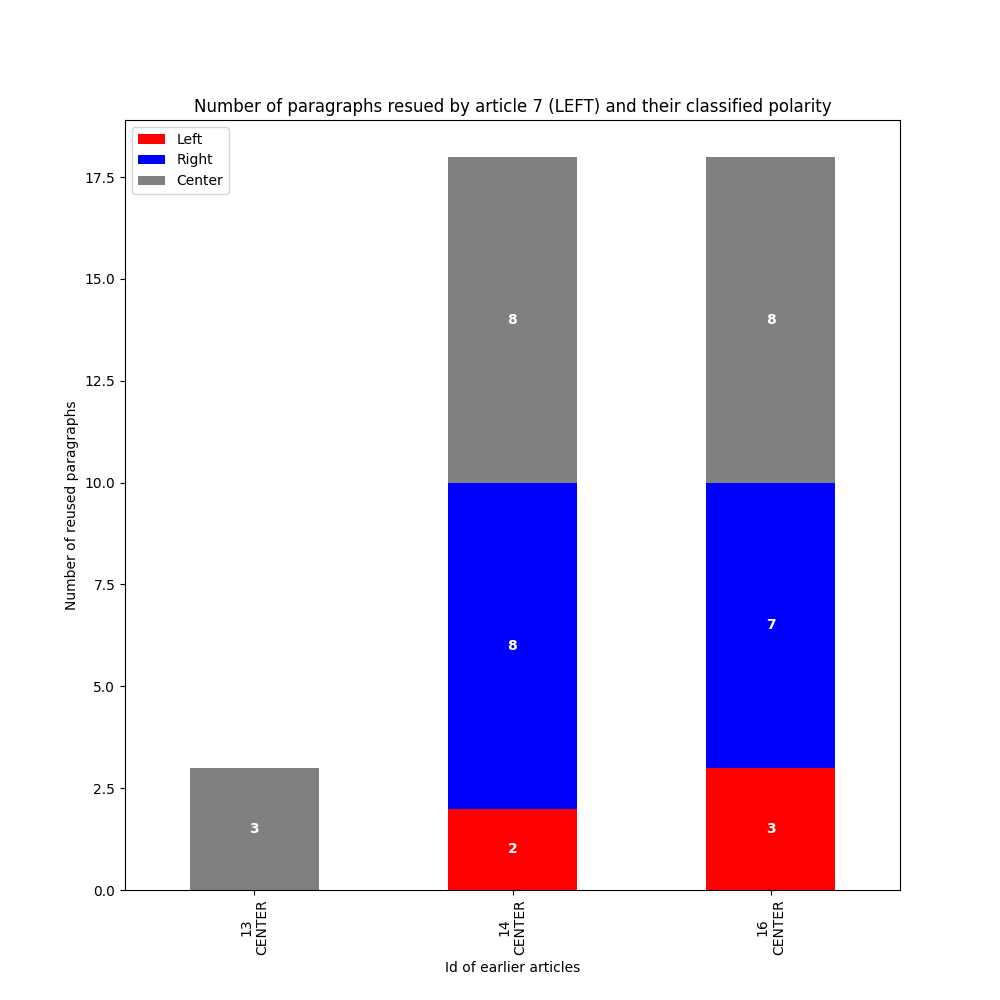 Number of paragraphs resued by article 7 (LEFT) and their classified polarity
Left
Right
Center
17.5
15.0
12.5
10.0
7.5
5.0
2.5
0.0
Number of reused paragraphs
3
8
8
2
8
7
3
13
CENTER
14
CENTER
16
CENTER
Id of earlier articles